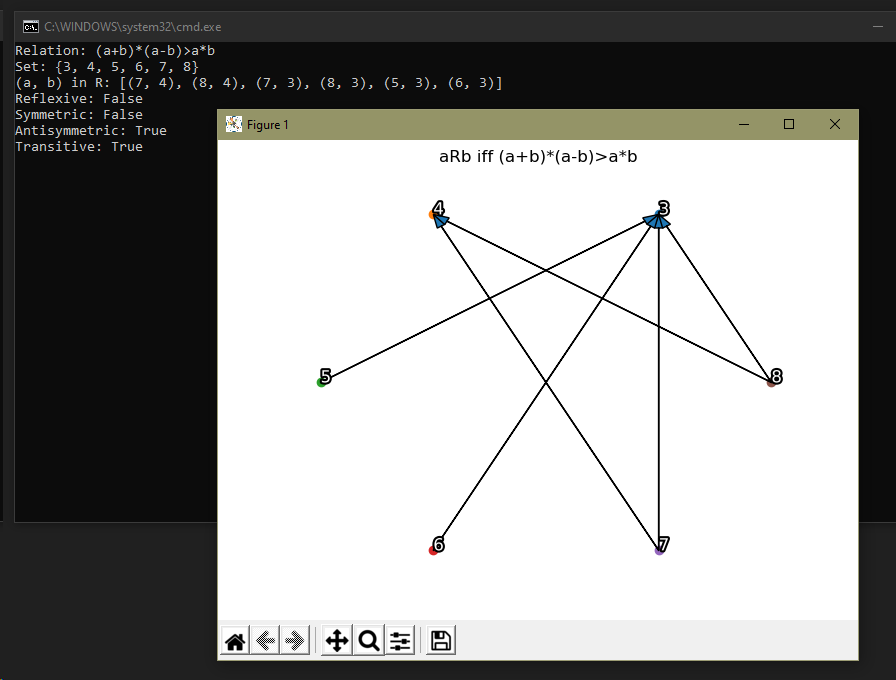 C:\WINDOWS\system32\cmd.exe
Relation: (a+b)*(a-b)>a*b
Set: {3, 4, 5, 6, 7, 8}
(a, b) in R: [(7, 4), (8, 4), (7, 3), (8, 3), (5, 3), (6, 3)]
Reflexive: False
Symmetric: False
Antisymmetric: True
Transitive: True
Figure 1
aRb iff (a+b)*(a-b)>a*b
4 3
5 8
6 7